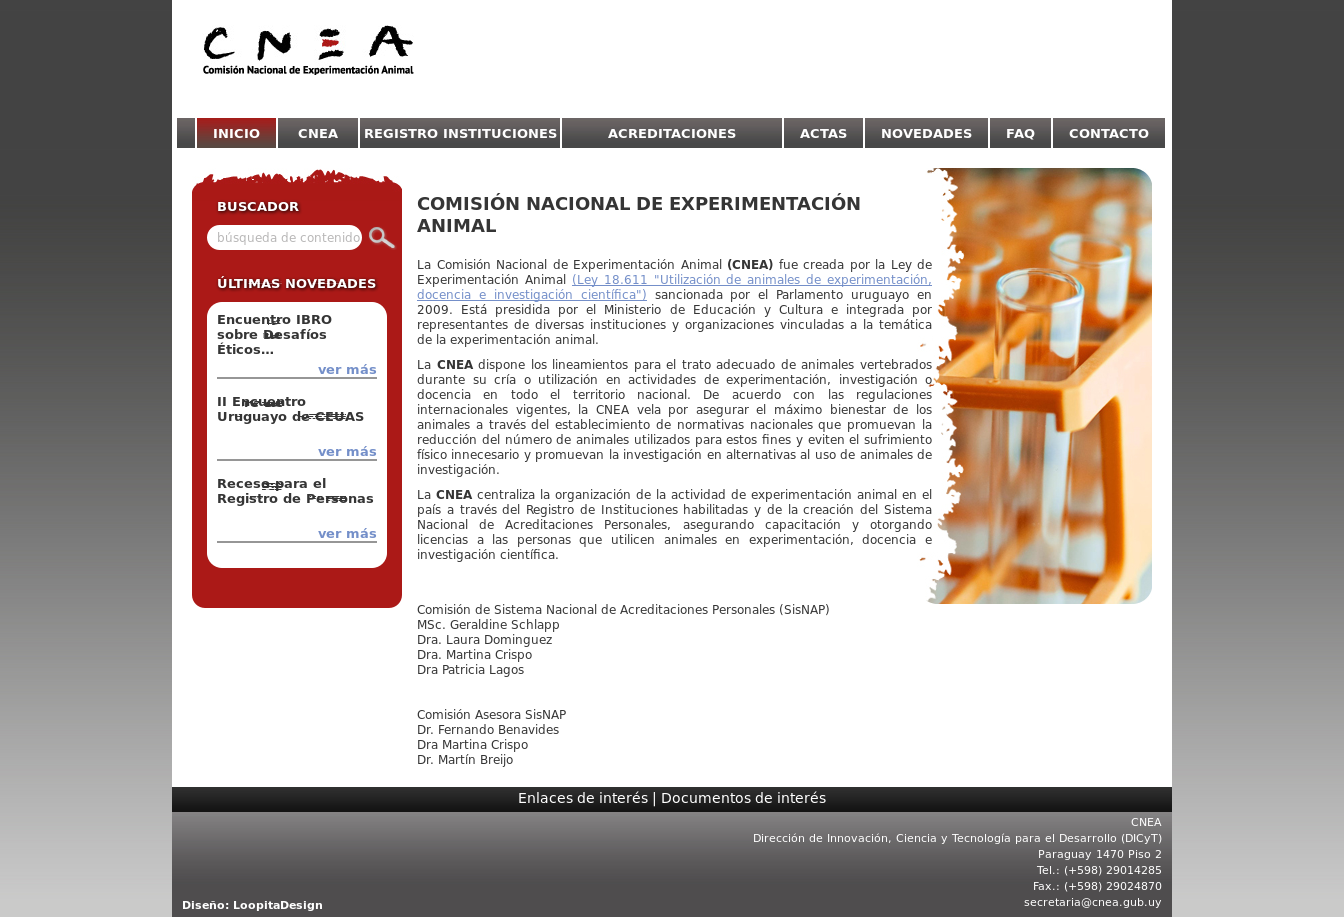 CNEA
Comisión Nacional de Experimentación Animal
INICIO CNEA REGISTRO INSTITUCIONES ACREDITACIONES ACTAS NOVEDADES FAQ CONTACTO
BUSCADOR
búsqueda de contenido
ÚLTIMAS NOVEDADES
Encuentro IBRO
sobre Desafíos
Éticos...
ver más
II Encuentro
Uruguayo de CEUAS
ver más
Receso para el
Registro de Personas
ver más
COMISIÓN NACIONAL DE EXPERIMENTACIÓN
ANIMAL
La Comisión Nacional de Experimentación Animal (CNEA) fue creada por la Ley de
Experimentación Animal (Ley 18.611 "Utilización de animales de experimentación,
docencia e investigación científica") sancionada por el Parlamento uruguayo en
2009. Está presidida por el Ministerio de Educación y Cultura e integrada por
representantes de diversas instituciones y organizaciones vinculadas a la temática
de la experimentación animal.
La CNEA dispone los lineamientos para el trato adecuado de animales vertebrados
durante su cría o utilización en actividades de experimentación, investigación o
docencia en todo el territorio nacional. De acuerdo con las regulaciones
internacionales vigentes, la CNEA vela por asegurar el máximo bienestar de los
animales a través del establecimiento de normativas nacionales que promuevan la
reducción del número de animales utilizados para estos fines y eviten el sufrimiento
físico innecesario y promuevan la investigación en alternativas al uso de animales de
investigación.
La CNEA centraliza la organización de la actividad de experimentación animal en el
país a través del Registro de Instituciones habilitadas y de la creación del Sistema
Nacional de Acreditaciones Personales, asegurando capacitación y otorgando
licencias a las personas que utilicen animales en experimentación, docencia e
investigación científica.
Comisión de Sistema Nacional de Acreditaciones Personales (SisNAP)
MSc. Geraldine Schlapp
Dra. Laura Dominguez
Dra. Martina Crispo
Dra Patricia Lagos
Comisión Asesora SisNAP
Dr. Fernando Benavides
Dra Martina Crispo
Dr. Martín Breijo
Enlaces de interés | Documentos de interés
CNEA
Dirección de Innovación, Ciencia y Tecnología para el Desarrollo (DICyT)
Paraguay 1470 Piso 2
Tel.: (+598) 29014285
Fax.: (+598) 29024870
secretaria@cnea.gub.uy
Diseño: LoopitaDesign